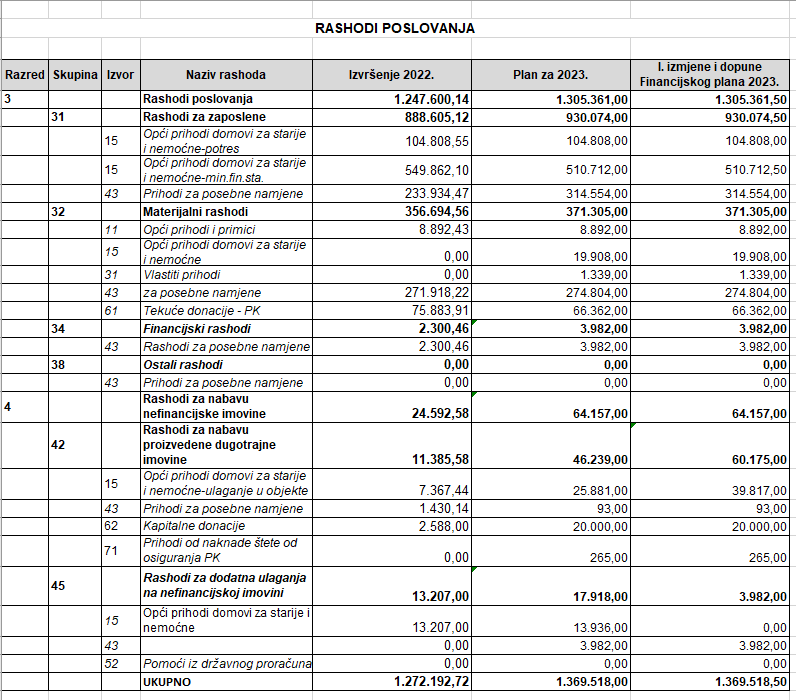 RASHODI POSLOVANJA
Razred Skupina Izvor Naziv rashoda Izvršenje 2022. Plan za 2023. I. izmjene i dopune
Financijskog plana 2023.
3 Rashodi poslovanja 1.247.600,14 1.305.361,00 1.305.361,50
31 Rashodi za zaposlene 888.605,12 930.074,00 930.074,50
15 Opći prihodi domovi za starije
i nemoćne-potres 104.808,55 104.808,00 104.808,00
15 Opći prihodi domovi za starije
i nemoćne-min.fin.sta. 549.862,10 510.712,00 510.712,50
43 Prihodi za posebne namjene 233.934,47 314.554,00 314.554,00
32 Materijalni rashodi 356.694,56 371.305,00 371.305,00
11 Opći prihodi i primici 8.892,43 8.892,00 8.892,00
15 Opći prihodi domovi za starije
i nemoćne 0,00 19.908,00 19.908,00
31 Vlastiti prihodi 0,00 1.339,00 1.339,00
43 za posebne namjene 271.918,22 274.804,00 274.804,00
61 Tekuće donacije - PK 75.883,91 66.362,00 66.362,00
34 Financijski rashodi 2.300,46 3.982,00 3.982,00
43 Rashodi za posebne namjene 2.300,46 3.982,00 3.982,00
38 Ostali rashodi 0,00 0,00 0,00
43 Prihodi za posebne namjene 0,00 0,00 0,00
4 Rashodi za nabavu
nefinancijske imovine 24.592,58 64.157,00 64.157,00
42 Rashodi za nabavu
proizvedene dugotrajne
imovine 11.385,58 46.239,00 60.175,00
15 Opći prihodi domovi za starije
i nemoćne-ulaganje u objekte 7.367,44 25.881,00 39.817,00
43 Prihodi za posebne namjene 1.430,14 93,00 93,00
62 Kapitalne donacije 2.588,00 20.000,00 20.000,00
71 Prihodi od naknade štete od
osiguranja PK 0,00 265,00 265,00
45 Rashodi za dodatna ulaganja
na nefinancijskoj imovini 13.207,00 17.918,00 3.982,00
15 Opći prihodi domovi za starije i
nemoćne 13.207,00 13.936,00 0,00
43 0,00 3.982,00 3.982,00
52 Pomoći iz državnog proračuna 0,00 0,00 0,00
UKUPNO 1.272.192,72 1.369.518,00 1.369.518,50